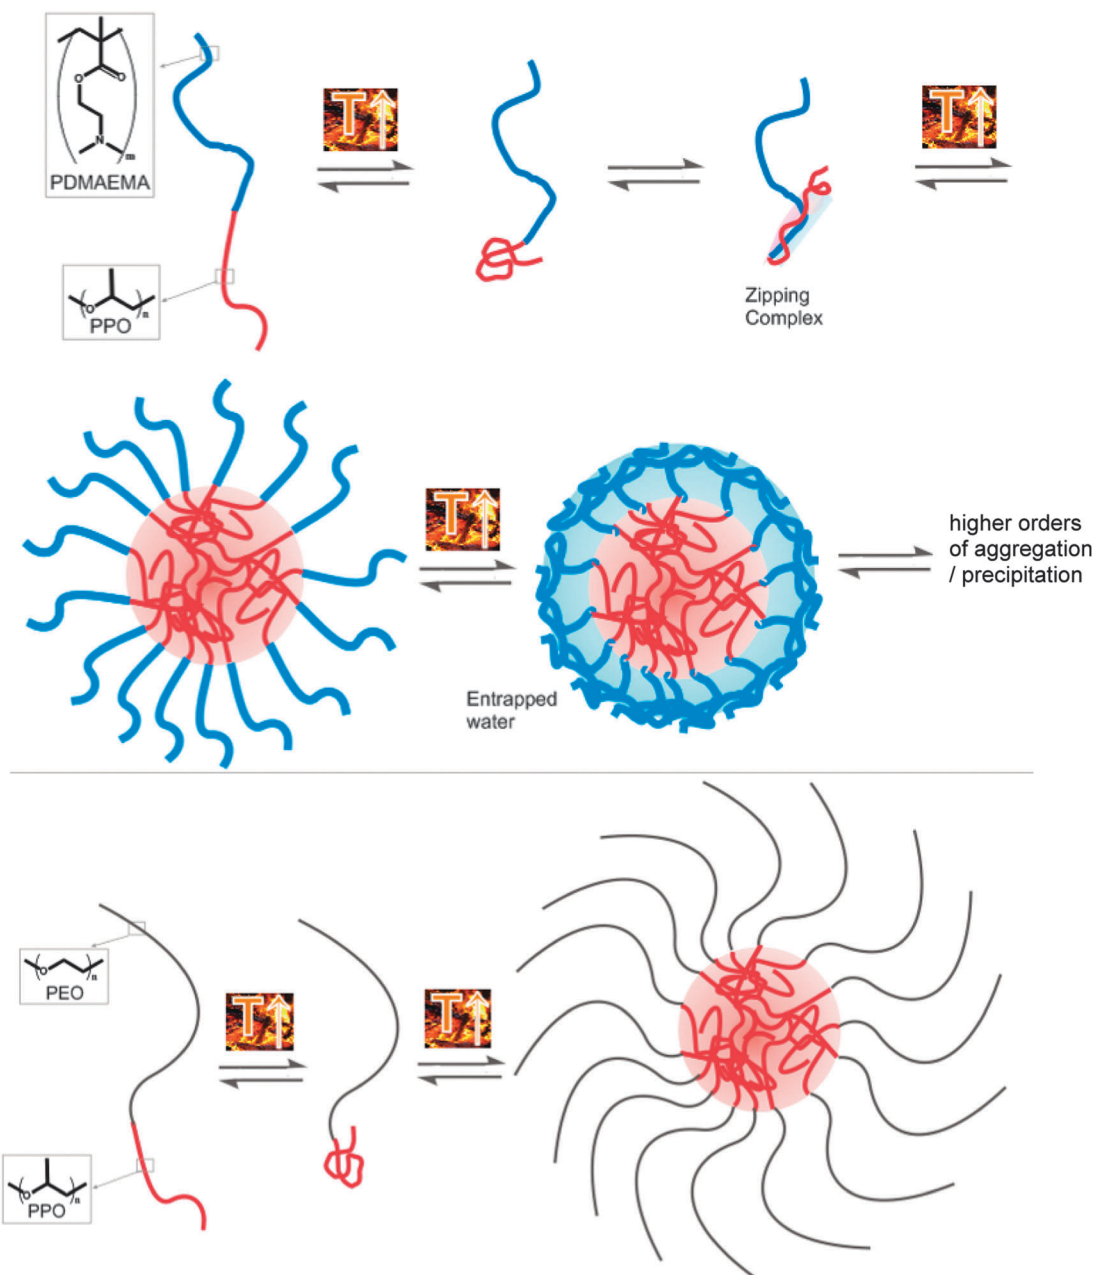 O
O
N
m
PDMAEMA
T
T
O
n
PPO
Zipping
Complex
T
higher orders
of aggregation
/ precipitation
Entrapped
water
O
n
PEO
T
T
O
n
PPO